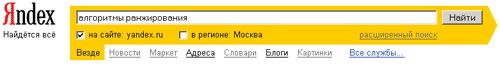 Яndex
Найдётся всё
алгоритмы ранжирования
Найти
на сайте: yandex.ru в регионе: Москва расширенный поиск
Везде Новости Маркет Адреса Словари Блоги Картинки Все службы...